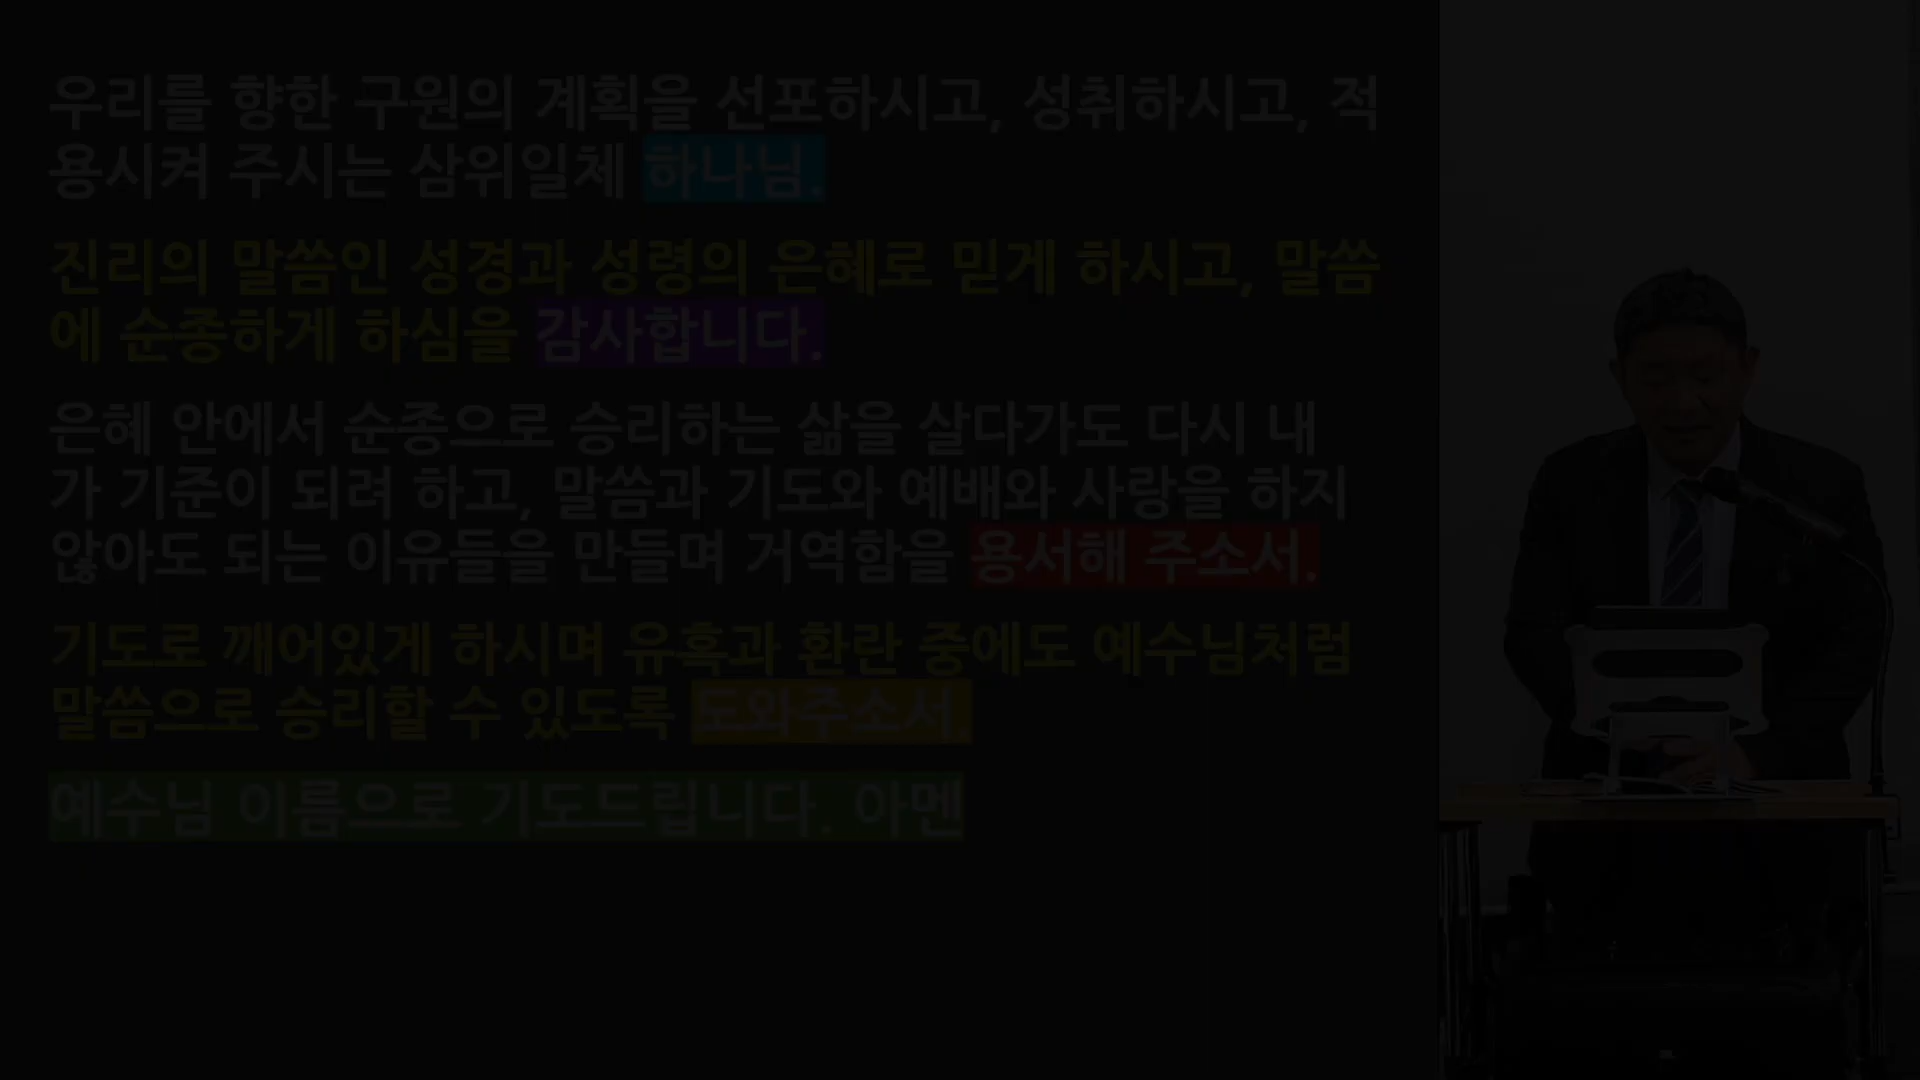 우리를 향한 구원의 계획을 선포하시고, 성취하시고, 적
용시켜 주시는 삼위일체 하나님.
진리의 말씀인 성경과 성령의 은혜로 믿게 하시고, 말씀
에 순종하게 하심을 감사합니다.
은혜 안에서 순종으로 승리하는 삶을 살다가도 다시 내
가 기준이 되려 하고, 말씀과 기도와 예배와 사랑을 하지
않아도 되는 이유들을 만들며 거역함을 용서해 주소서.
기도로 깨어있게 하시며 유혹과 환란 중에도 예수님처럼
말씀으로 승리할 수 있도록 도와주소서.
예수님 이름으로 기도드립니다. 아멘